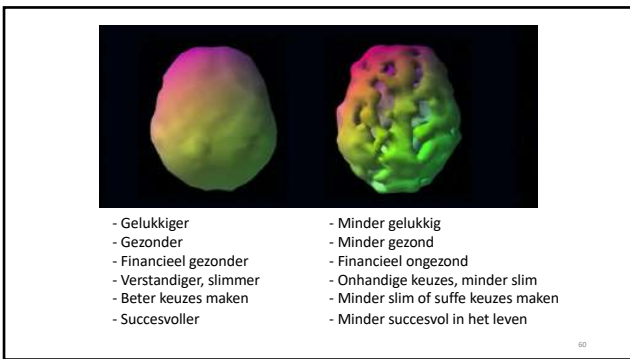 - Gelukkiger
- Gezonder
- Financieel gezonder
- Verstandiger, slimmer
- Beter keuzes maken
- Succesvoller
- Minder gelukkig
- Minder gezond
- Financieel ongezond
- Onhandige keuzes, minder slim
- Minder slim of suffe keuzes maken
- Minder succesvol in het leven
60